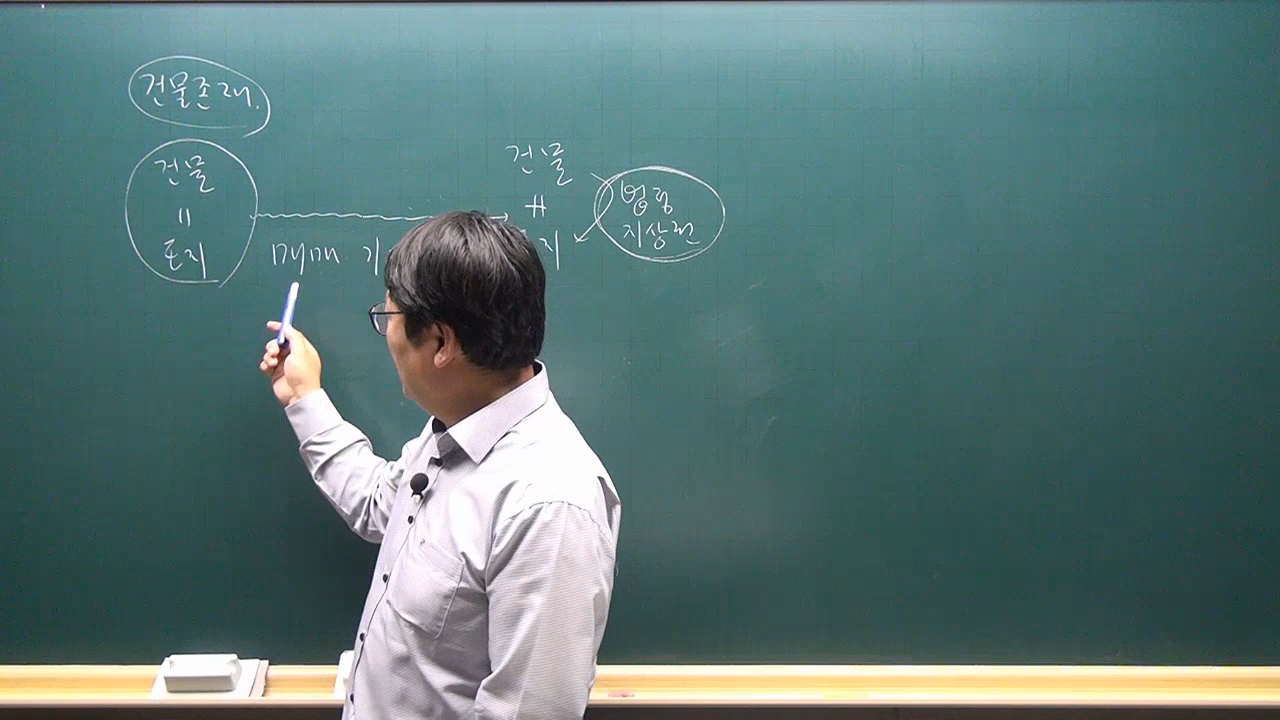 건물존재.
건물
=
토지
매매 기
건물
≠
지
법정
지상권